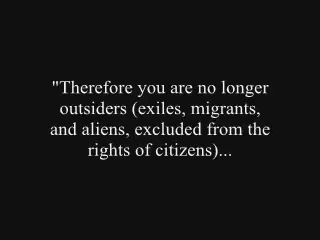 "Therefore you are no longer
outsiders (exiles, migrants,
and aliens, excluded from the
rights of citizens)...